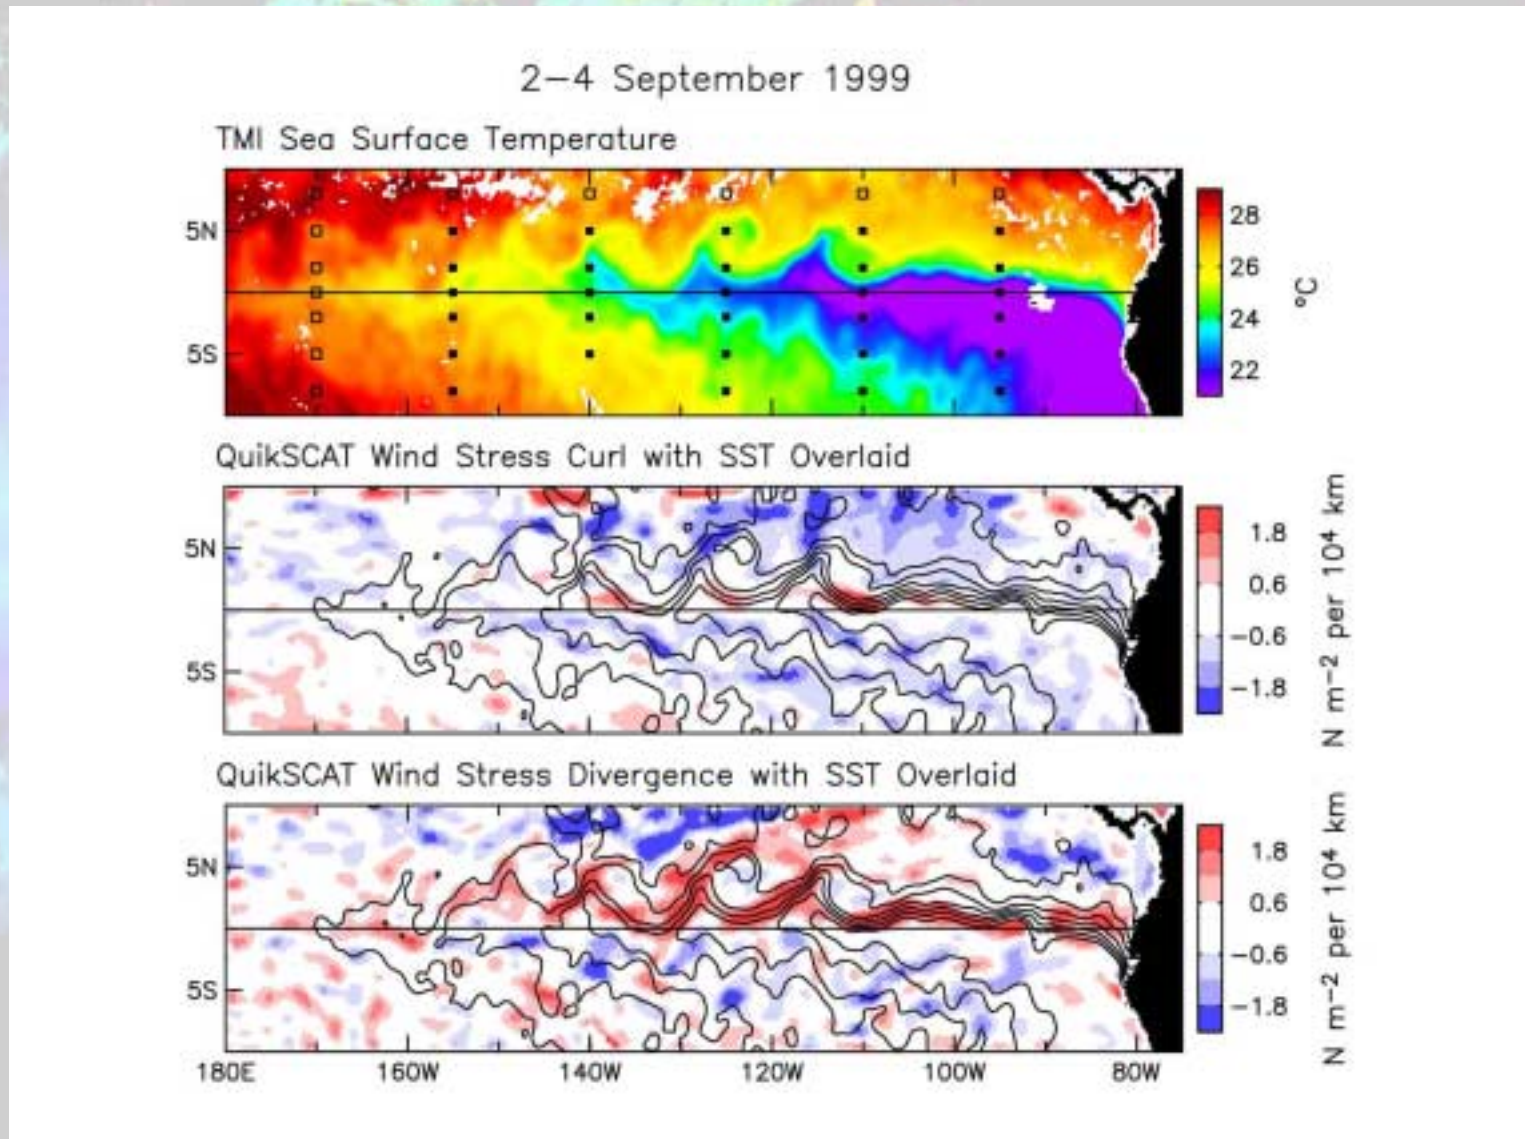 2-4 September 1999
TMI Sea Surface Temperature
5N
5S
28
26
24
22
°C
QuikSCAT Wind Stress Curl with SST Overlaid
5N
5S
1.8
0.6
-0.6
-1.8
N m⁻² per 10⁴ km
QuikSCAT Wind Stress Divergence with SST Overlaid
5N
5S
1.8
0.6
-0.6
-1.8
N m⁻² per 10⁴ km
180E 160W 140W 120W 100W 80W